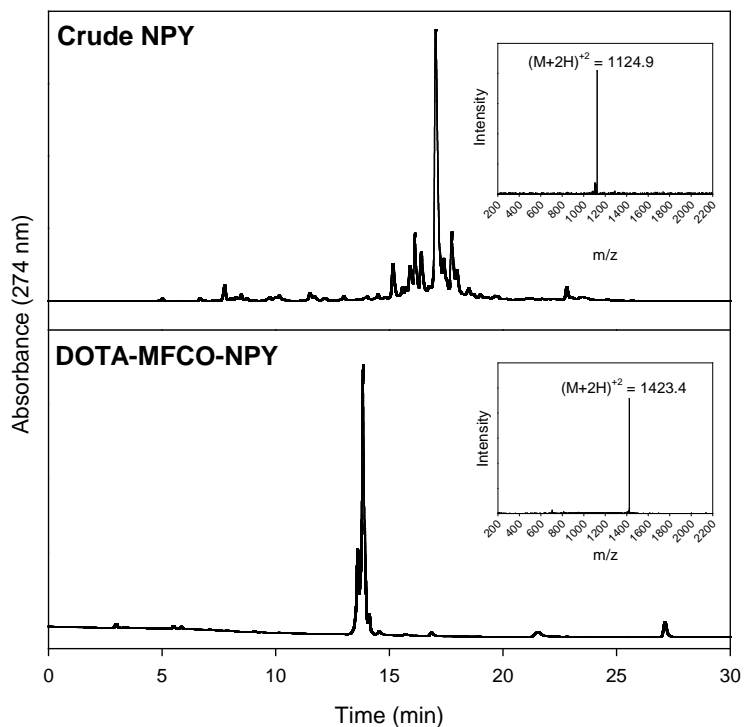 Crude NPY
(M+2H)+2 = 1124.9
Intensity
200 400 600 800 1000 1200 1400 1600 1800 2000 2200
m/z
Absorbance (274 nm)
DOTA-MFCO-NPY
(M+2H)+2 = 1423.4
Intensity
200 400 600 800 1000 1200 1400 1600 1800 2000 2200
m/z
0 5 10 15 20 25 30
Time (min)